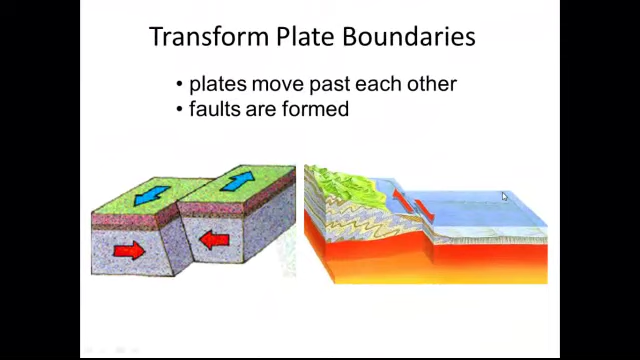 Transform Plate Boundaries
• plates move past each other
• faults are formed